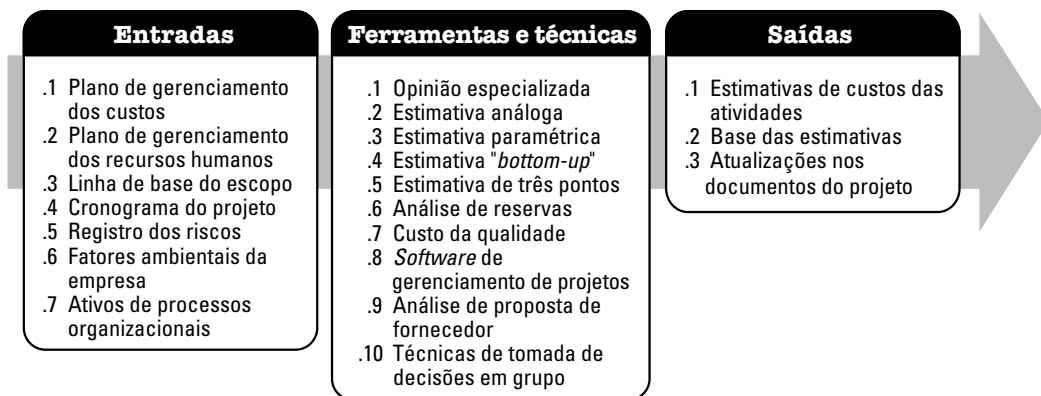 Entradas
.1 Plano de gerenciamento
dos custos
.2 Plano de gerenciamento
dos recursos humanos
.3 Linha de base do escopo
.4 Cronograma do projeto
.5 Registro dos riscos
.6 Fatores ambientais da
empresa
.7 Ativos de processos
organizacionais
Ferramentas e técnicas
.1 Opinião especializada
.2 Estimativa análoga
.3 Estimativa paramétrica
.4 Estimativa "bottom-up"
.5 Estimativa de três pontos
.6 Análise de reservas
.7 Custo da qualidade
.8 Software de
gerenciamento de projetos
.9 Análise de proposta de
fornecedor
.10 Técnicas de tomada de
decisões em grupo
Saídas
.1 Estimativas de custos das
atividades
.2 Base das estimativas
.3 Atualizações nos
documentos do projeto